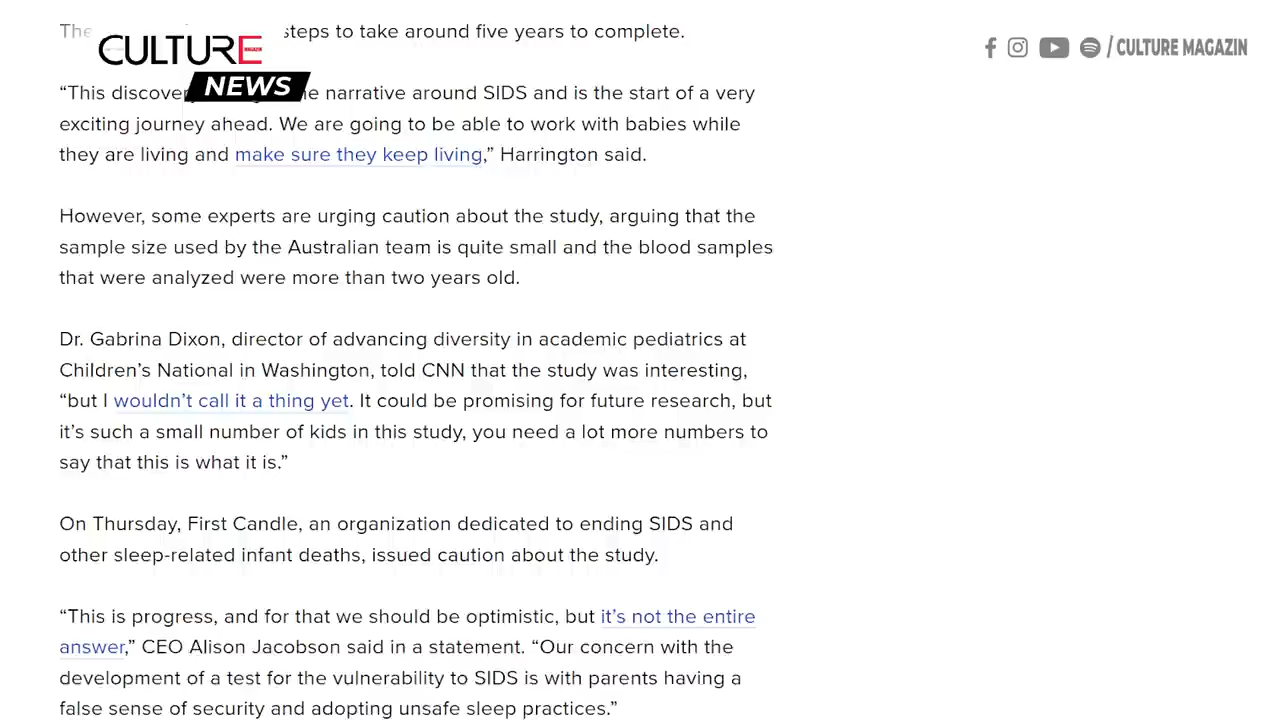 The steps to take around five years to complete.
CULTURE
NEWS
/ CULTURE MAGAZIN
“This discovery narrative around SIDS and is the start of a very
exciting journey ahead. We are going to be able to work with babies while
they are living and make sure they keep living,” Harrington said.
However, some experts are urging caution about the study, arguing that the
sample size used by the Australian team is quite small and the blood samples
that were analyzed were more than two years old.
Dr. Gabrina Dixon, director of advancing diversity in academic pediatrics at
Children’s National in Washington, told CNN that the study was interesting,
“but I wouldn’t call it a thing yet. It could be promising for future research, but
it’s such a small number of kids in this study, you need a lot more numbers to
say that this is what it is.”
On Thursday, First Candle, an organization dedicated to ending SIDS and
other sleep-related infant deaths, issued caution about the study.
“This is progress, and for that we should be optimistic, but it’s not the entire
answer,” CEO Alison Jacobson said in a statement. “Our concern with the
development of a test for the vulnerability to SIDS is with parents having a
false sense of security and adopting unsafe sleep practices.”